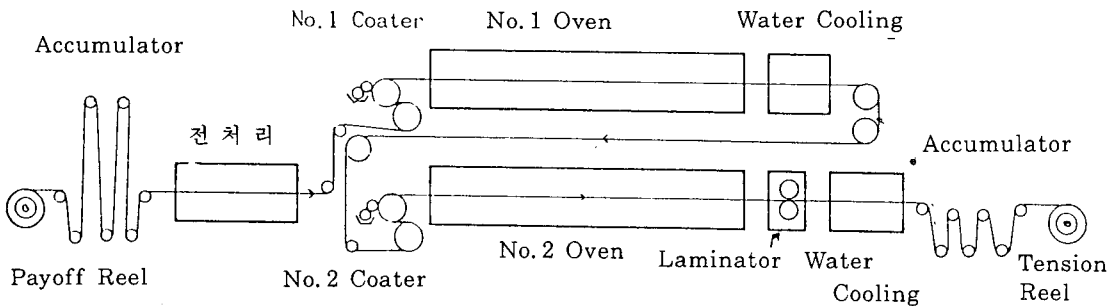 No. 1 Coater
No. 1 Oven
Water Cooling
Accumulator
전 처 리
Accumulator
Payoff Reel
No. 2 Coater
No. 2 Oven
Laminator
Water
Cooling
Tension
Reel